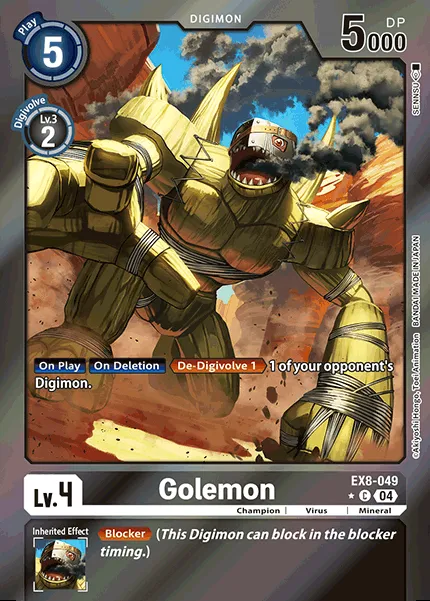 DIGIMON
Play
5
DP
5000
Digivolve
Lv.3
2
SENNSU
On Play On Deletion De-Digivolve 1 1 of your opponent's
Digimon.
©Akiyoshi Hongo, Toei Animation BANDAI MADE IN JAPAN
Lv.4
Golemon
EX8-049
C 04
Champion | Virus | Mineral
Inherited Effect
Blocker (This Digimon can block in the blocker
timing.)